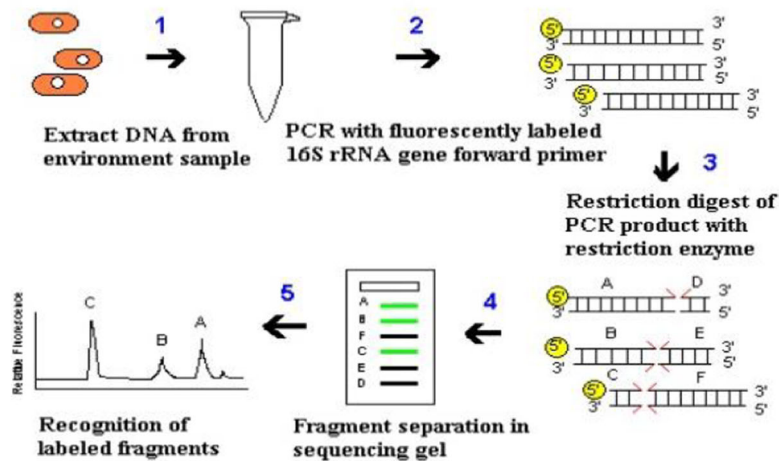 1
2
5' 3'
3' 5'
5' 3'
3' 5'
5' 3'
3' 5'
Extract DNA from
environment sample
PCR with fluorescently labeled
16S rRNA gene forward primer
3
Restriction digest of
PCR product with
restriction enzyme
A D
5' 3'
3' 5'
B E
5' 3'
3' 5'
C F
5' 3'
3' 5'
4
A
B
F
C
E
D
Fragment separation in
sequencing gel
5
Relative Fluorescence
C
B
A
Recognition of
labeled fragments